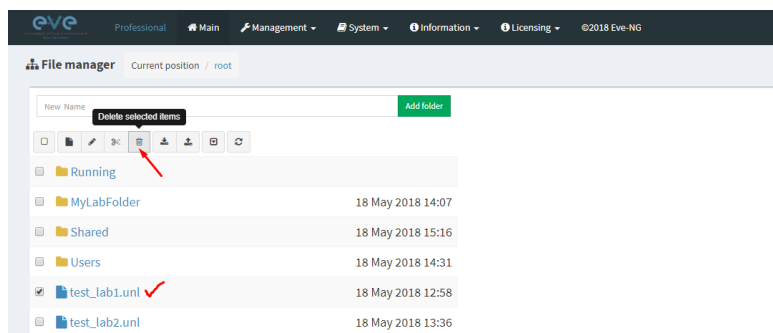 eve
Professional Main Management System Information Licensing ©2018 Eve-NG
File manager Current position / root
New Name Add folder
Delete selected items
Running
MyLabFolder 18 May 2018 14:07
Shared 18 May 2018 15:16
Users 18 May 2018 14:31
test_lab1.unl 18 May 2018 12:58
test_lab2.unl 18 May 2018 13:36